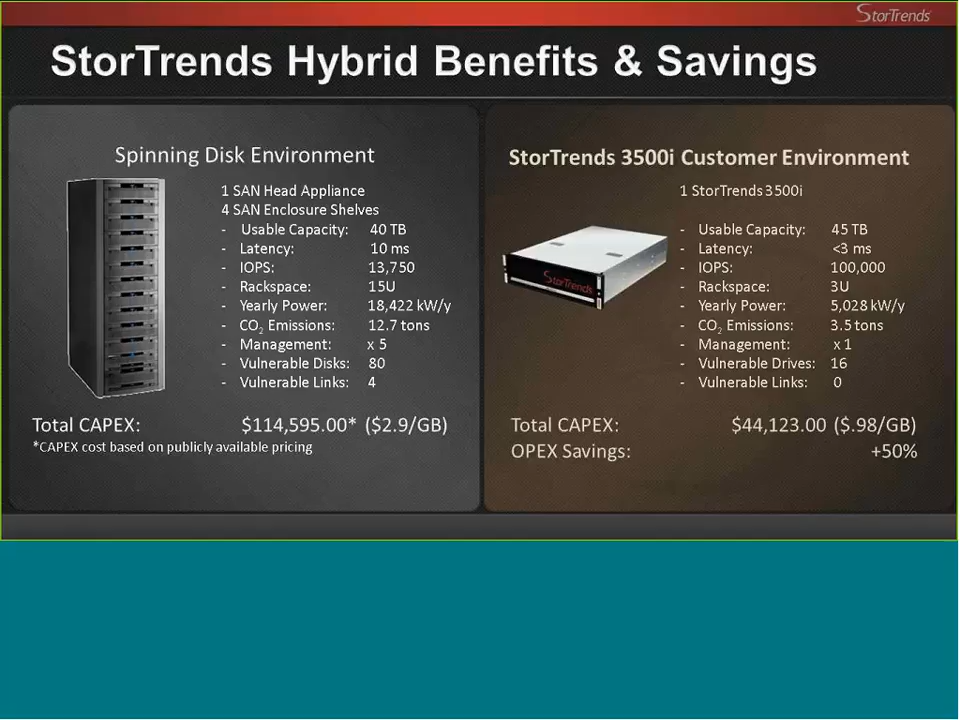 StorTrends
StorTrends Hybrid Benefits & Savings
Spinning Disk Environment
1 SAN Head Appliance
4 SAN Enclosure Shelves
- Usable Capacity: 40 TB
- Latency: 10 ms
- IOPS: 13,750
- Rackspace: 15U
- Yearly Power: 18,422 kW/y
- CO2 Emissions: 12.7 tons
- Management: x 5
- Vulnerable Disks: 80
- Vulnerable Links: 4
Total CAPEX: $114,595.00* ($2.9/GB)
*CAPEX cost based on publicly available pricing
StorTrends 3500i Customer Environment
1 StorTrends 3500i
StorTrends
- Usable Capacity: 45 TB
- Latency: <3 ms
- IOPS: 100,000
- Rackspace: 3U
- Yearly Power: 5,028 kW/y
- CO2 Emissions: 3.5 tons
- Management: x 1
- Vulnerable Drives: 16
- Vulnerable Links: 0
Total CAPEX: $44,123.00 ($.98/GB)
OPEX Savings: +50%